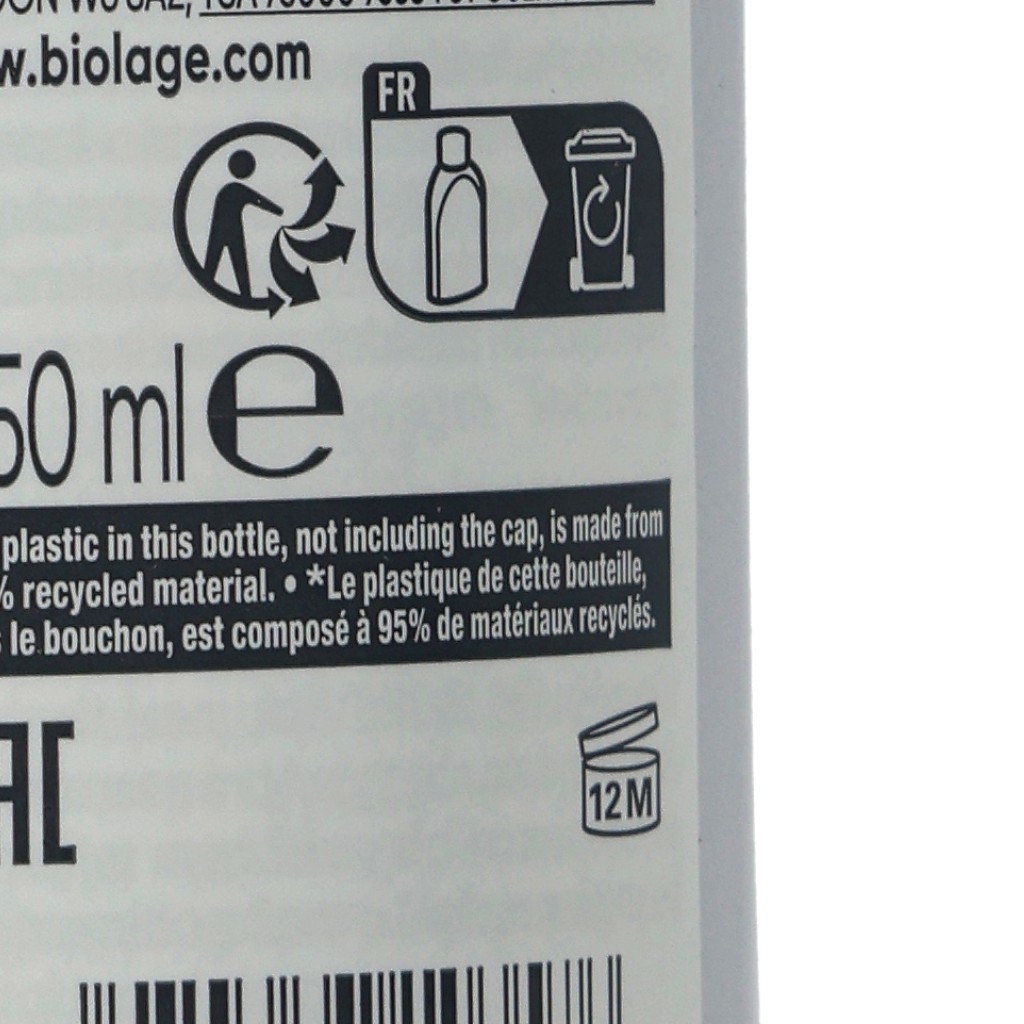 w.biolage.com
FR
50 ml e
plastic in this bottle, not including the cap, is made from
% recycled material. • *Le plastique de cette bouteille,
le bouchon, est composé à 95% de matériaux recyclés.
12 M